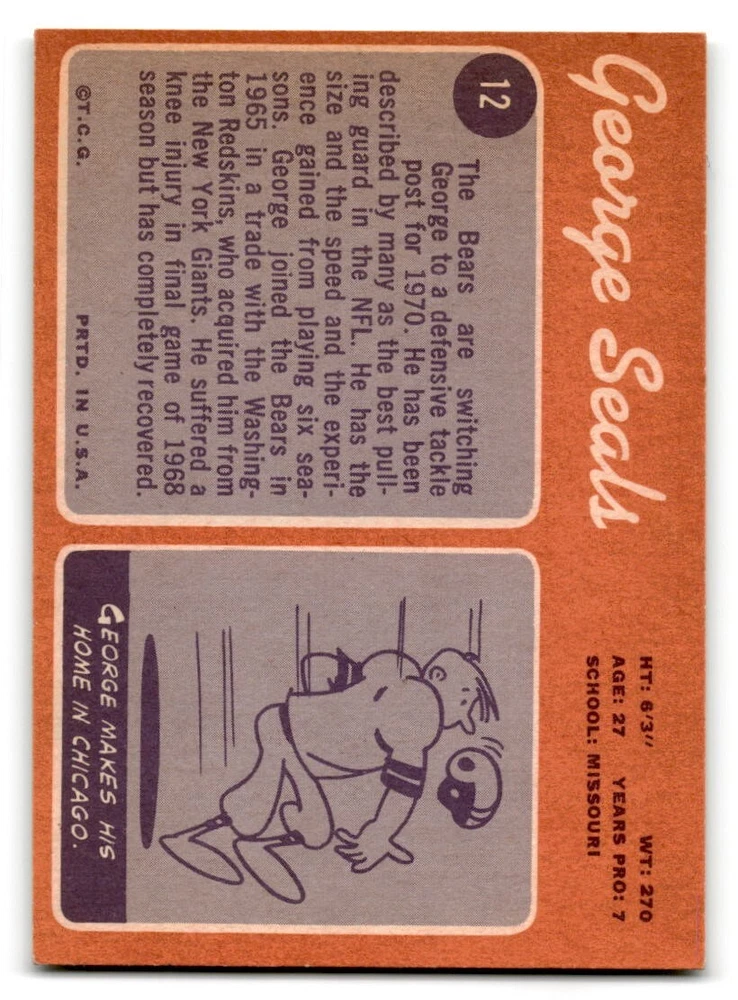 George Seals
HT: 6'3" WT: 270
AGE: 27 YEARS PRO: 7
SCHOOL: MISSOURI
12
The Bears are switching
George to a defensive tackle
post for 1970. He has been
described by many as the best pull-
ing guard in the NFL. He has the
size and the speed and the experi-
ence gained from playing six sea-
sons. George joined the Bears in
1965 in a trade with the Washing-
ton Redskins, who acquired him from
the New York Giants. He suffered a
knee injury in final game of 1968
season but has completely recovered.
©T.C.G. PRTD. IN U.S.A.
GEORGE MAKES HIS
HOME IN CHICAGO.